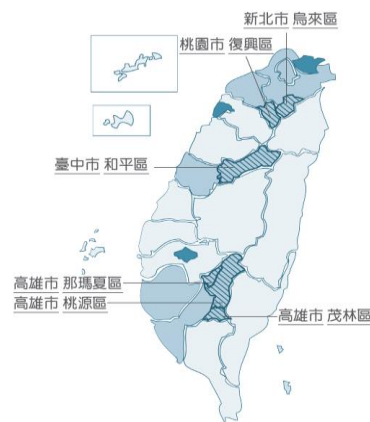 新北市 烏來區
桃園市 復興區
臺中市 和平區
高雄市 那瑪夏區
高雄市 桃源區
高雄市 茂林區